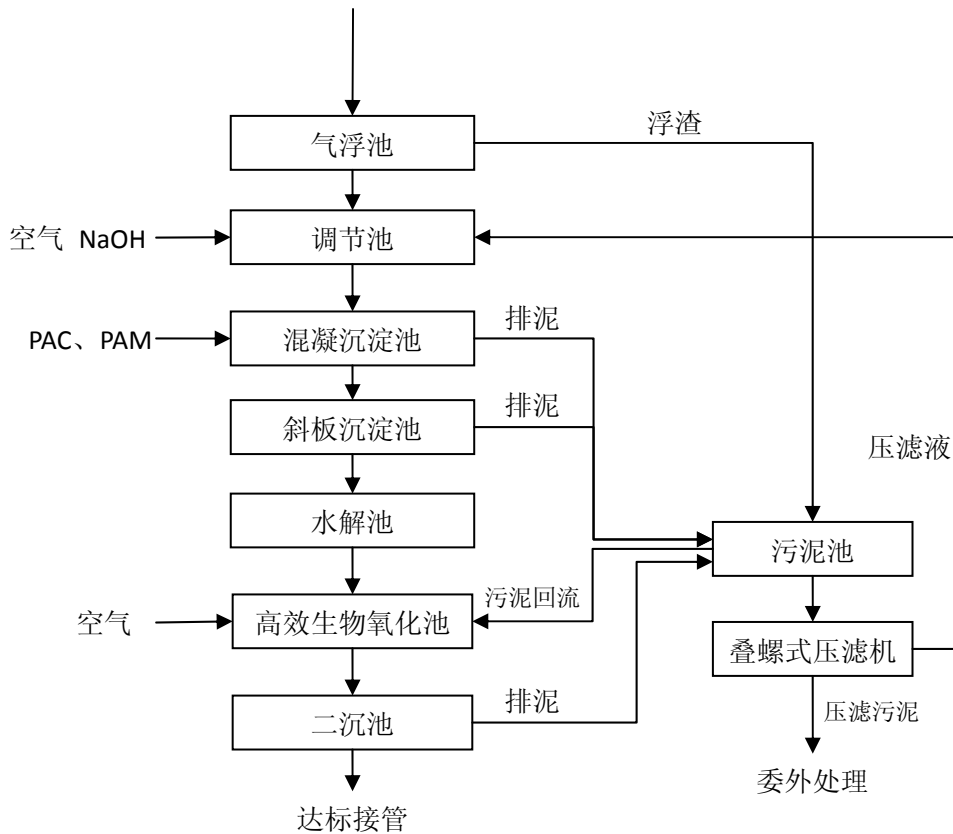 气浮池
浮渣
空气 NaOH
调节池
PAC、PAM
混凝沉淀池
排泥
斜板沉淀池
排泥
压滤液
水解池
污泥池
空气
高效生物氧化池
污泥回流
叠螺式压滤机
二沉池
排泥
压滤污泥
委外处理
达标接管